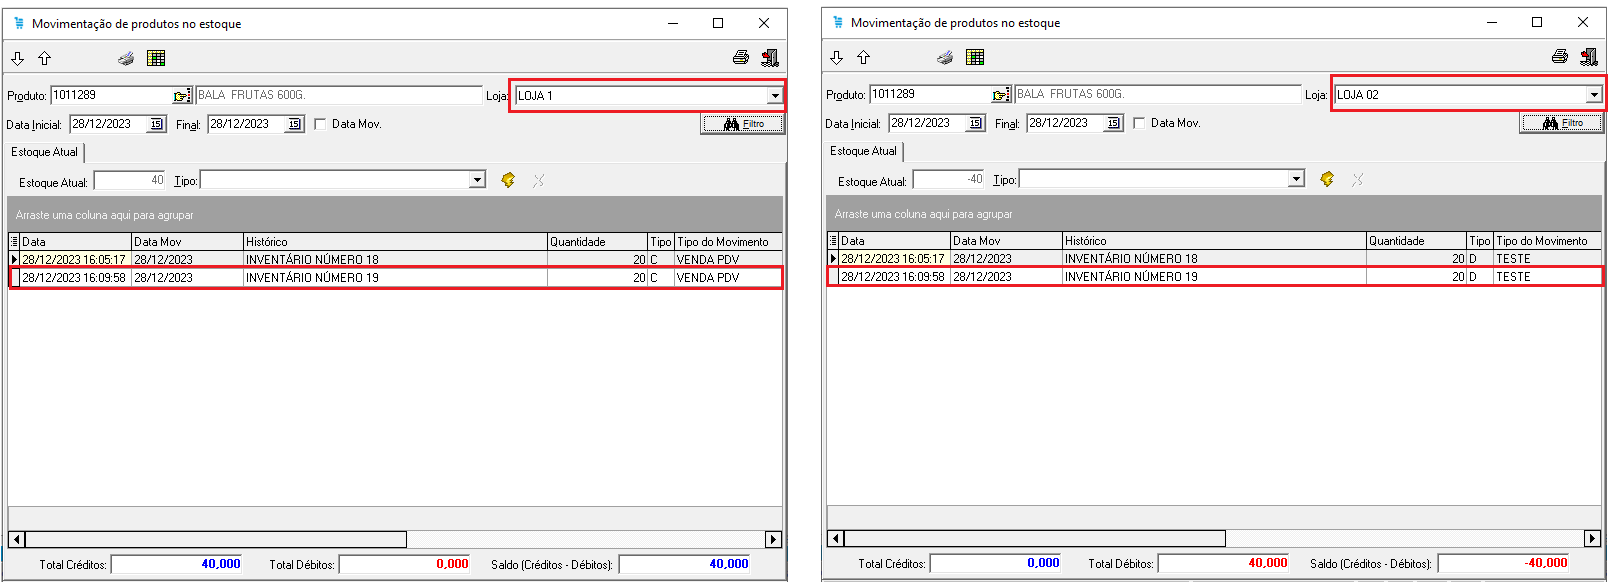 Movimentação de produtos no estoque
Produto: 1011289 BALA FRUTAS 600G. Loja: LOJA 1
Data Inicial: 28/12/2023 15 Final: 28/12/2023 15 Data Mov. Filtro
Estoque Atual
Estoque Atual: 40 Tipo:
Arraste uma coluna aqui para agrupar
Data Data Mov Histórico Quantidade Tipo Tipo do Movimento
28/12/2023 16:05:17 28/12/2023 INVENTÁRIO NÚMERO 18 20 C VENDA PDV
28/12/2023 16:09:58 28/12/2023 INVENTÁRIO NÚMERO 19 20 C VENDA PDV
Total Créditos: 40,000 Total Débitos: 0,000 Saldo (Créditos - Débitos): 40,000
Movimentação de produtos no estoque
Produto: 1011289 BALA FRUTAS 600G. Loja: LOJA 02
Data Inicial: 28/12/2023 15 Final: 28/12/2023 15 Data Mov. Filtro
Estoque Atual
Estoque Atual: -40 Tipo:
Arraste uma coluna aqui para agrupar
Data Data Mov Histórico Quantidade Tipo Tipo do Movimento
28/12/2023 16:05:17 28/12/2023 INVENTÁRIO NÚMERO 18 20 D TESTE
28/12/2023 16:09:58 28/12/2023 INVENTÁRIO NÚMERO 19 20 D TESTE
Total Créditos: 0,000 Total Débitos: 40,000 Saldo (Créditos - Débitos): -40,000